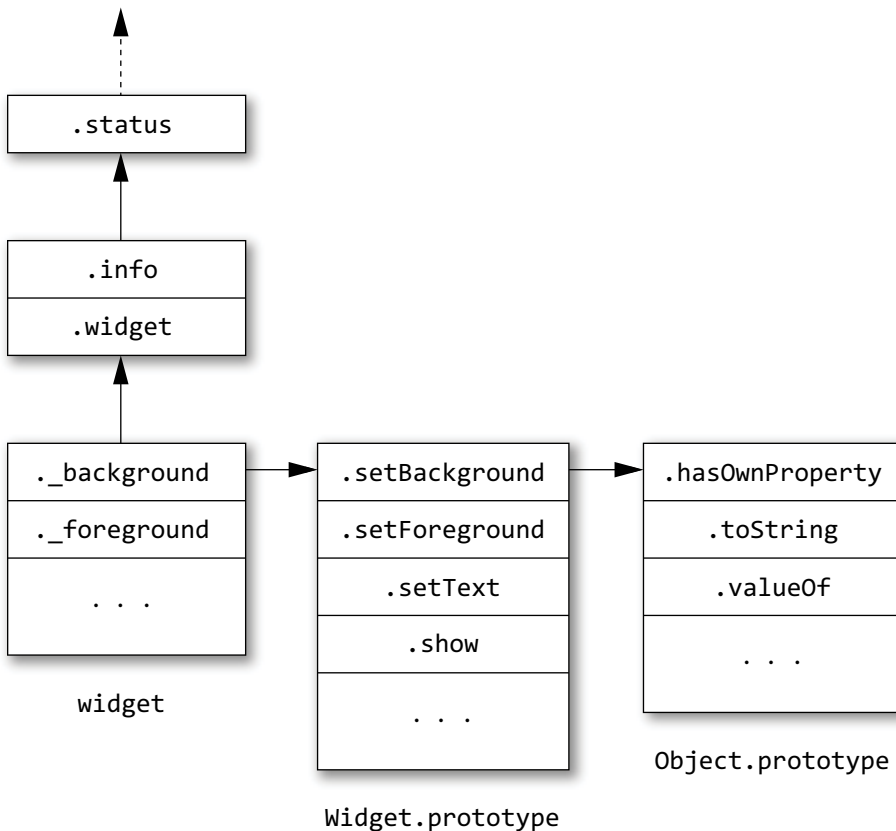 .status
.info
.widget
._background
._foreground
. . .
widget
.setBackground
.setForeground
.setText
.show
. . .
Widget.prototype
.hasOwnProperty
.toString
.valueOf
. . .
Object.prototype